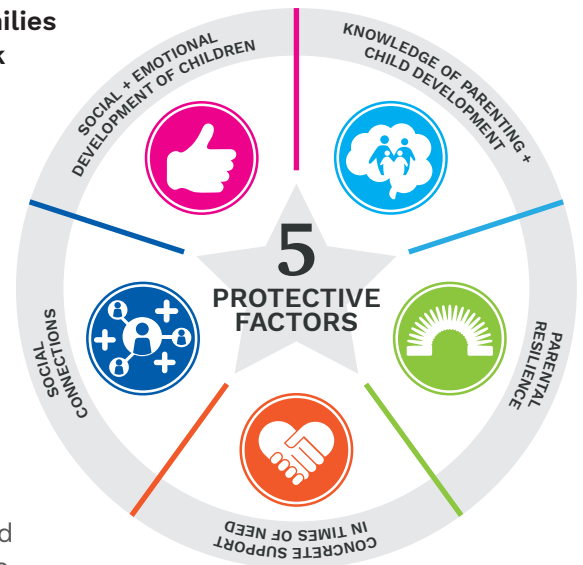 SOCIAL + EMOTIONAL
DEVELOPMENT OF CHILDREN
KNOWLEDGE OF PARENTING +
CHILD DEVELOPMENT
5
PROTECTIVE
FACTORS
SOCIAL
CONNECTIONS
PARENTAL
RESILIENCE
CONCRETE SUPPORT
IN TIMES OF NEED